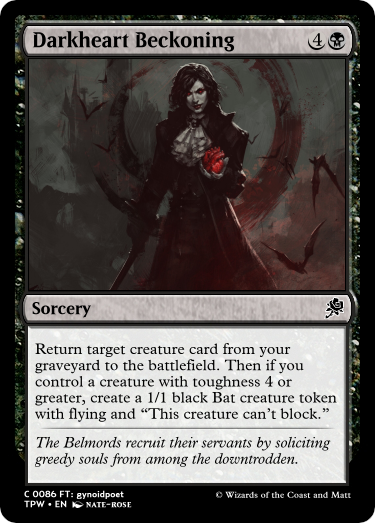 Darkheart Beckoning 4
Sorcery
Return target creature card from your
graveyard to the battlefield. Then if you
control a creature with toughness 4 or
greater, create a 1/1 black Bat creature token
with flying and “This creature can’t block.”
The Belmords recruit their servants by soliciting
greedy souls from among the downtrodden.
C 0086 FT: gynoidpoet
TPW • EN NATE-ROSE
© Wizards of the Coast and Matt